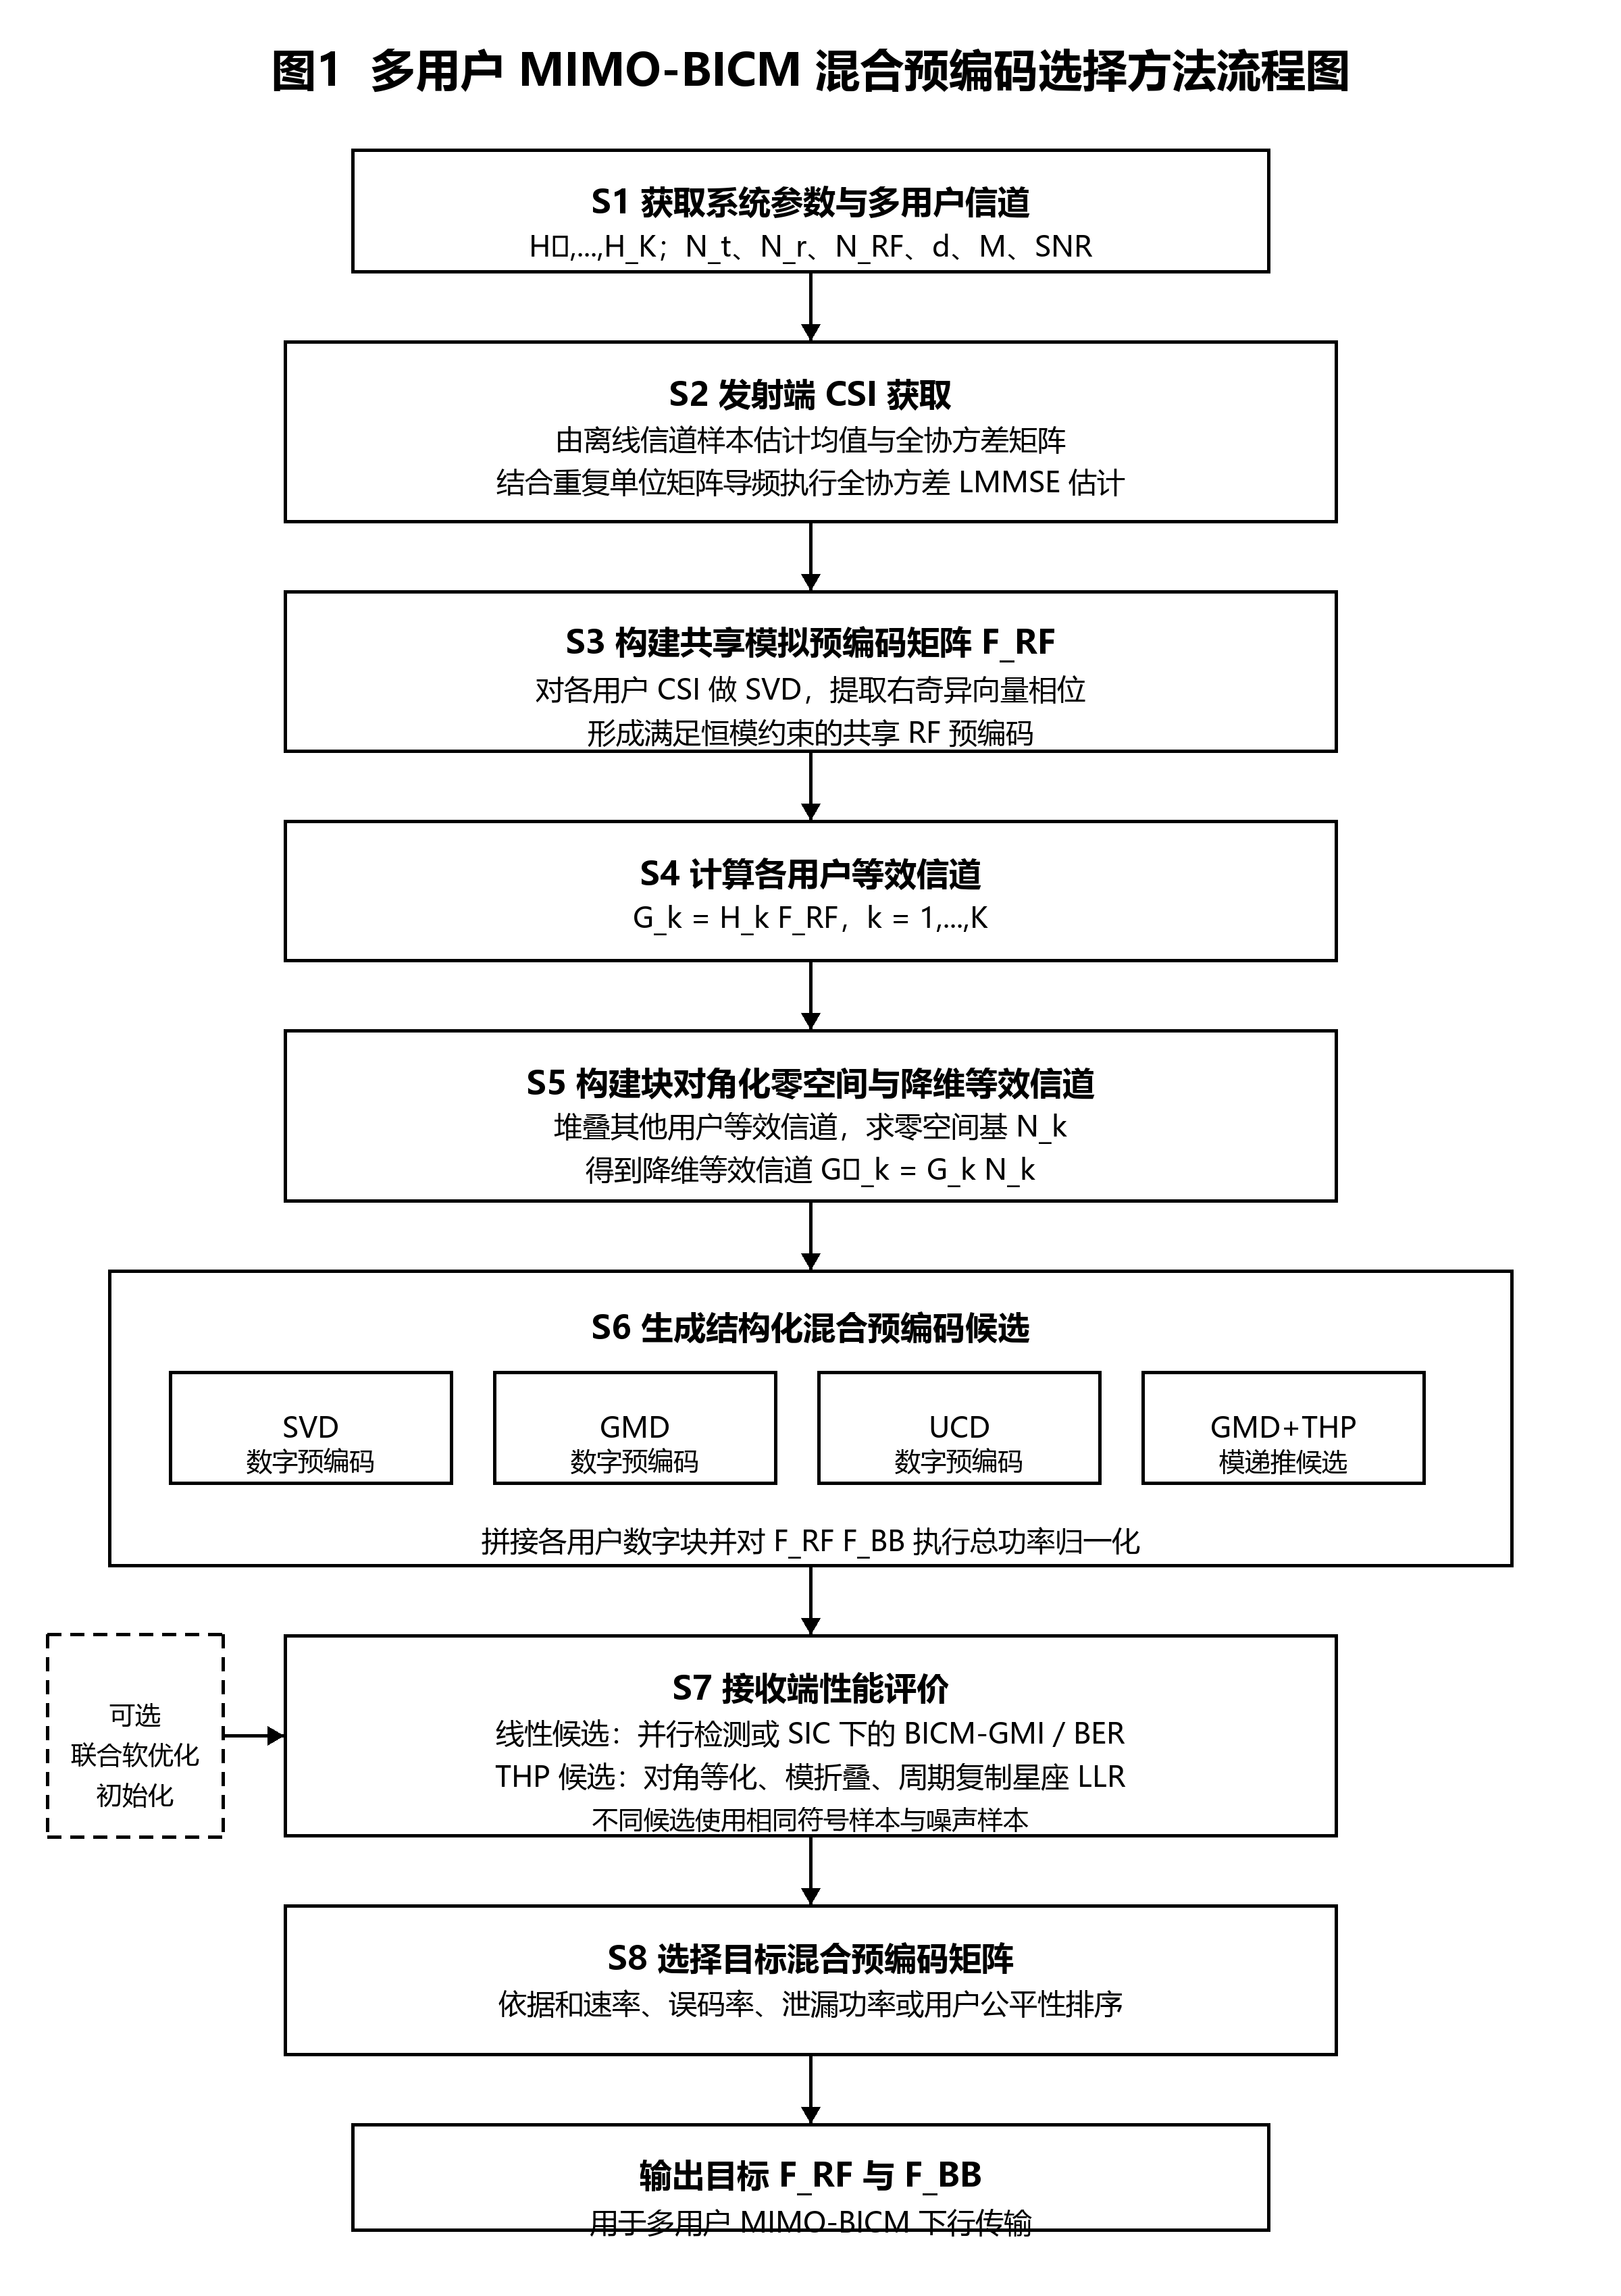 图1 多用户 MIMO-BICM 混合预编码选择方法流程图
S1 获取系统参数与多用户信道
H▯,...,H_K；N_t、N_r、N_RF、d、M、SNR
S2 发射端 CSI 获取
由离线信道样本估计均值与全协方差矩阵
结合重复单位矩阵导频执行全协方差 LMMSE 估计
S3 构建共享模拟预编码矩阵 F_RF
对各用户 CSI 做 SVD，提取右奇异向量相位
形成满足恒模约束的共享 RF 预编码
S4 计算各用户等效信道
G_k = H_k F_RF，k = 1,...,K
S5 构建块对角化零空间与降维等效信道
堆叠其他用户等效信道，求零空间基 N_k
得到降维等效信道 G▯_k = G_k N_k
S6 生成结构化混合预编码候选
SVD
数字预编码
GMD
数字预编码
UCD
数字预编码
GMD+THP
模递推候选
拼接各用户数字块并对 F_RF F_BB 执行总功率归一化
可选
联合软优化
初始化
S7 接收端性能评价
线性候选：并行检测或 SIC 下的 BICM-GMI / BER
THP 候选：对角等化、模折叠、周期复制星座 LLR
不同候选使用相同符号样本与噪声样本
S8 选择目标混合预编码矩阵
依据和速率、误码率、泄漏功率或用户公平性排序
输出目标 F_RF 与 F_BB
用于多用户 MIMO-BICM 下行传输